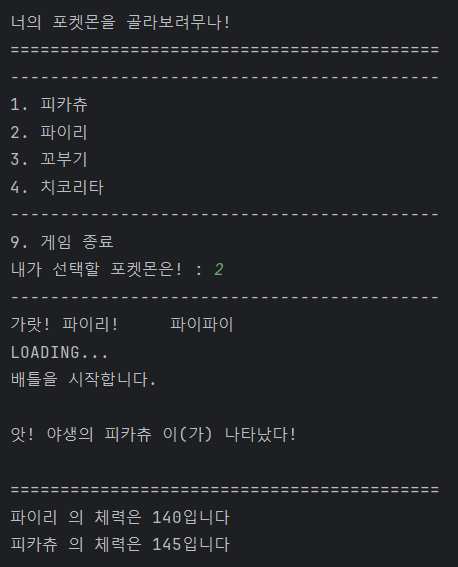 너의 포켓몬을 골라보려무나!
===========================================
-------------------------------------------
1. 피카츄
2. 파이리
3. 꼬부기
4. 치코리타
-------------------------------------------
9. 게임 종료
내가 선택할 포켓몬은! : 2
-------------------------------------------
가랏! 파이리!     파이파이
LOADING...
배틀을 시작합니다.
앗! 야생의 피카츄 이(가) 나타났다!
===========================================
파이리 의 체력은 140입니다
피카츄 의 체력은 145입니다